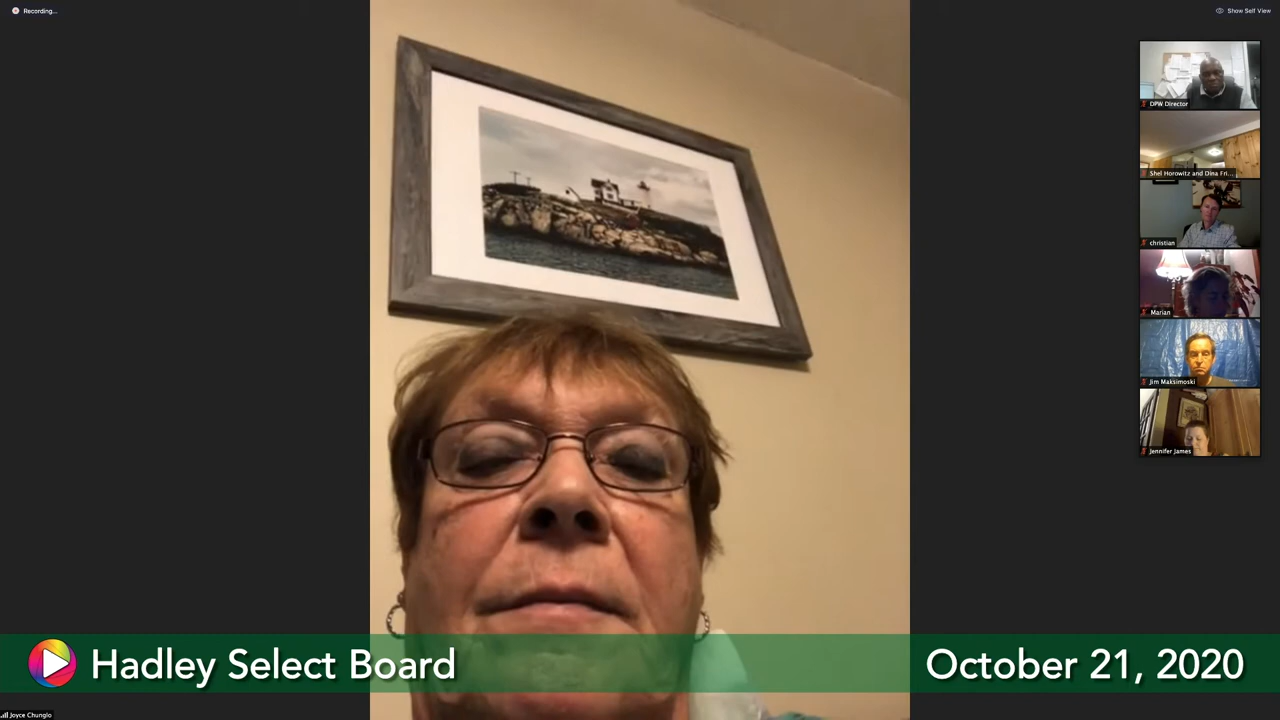 Recording...
Show Self View
DPW Director
Shel Horowitz and Dina Fri...
christian
Marian
Jim Maksimoski
Jennifer James
Hadley Select Board
October 21, 2020
Joyce Chunglo